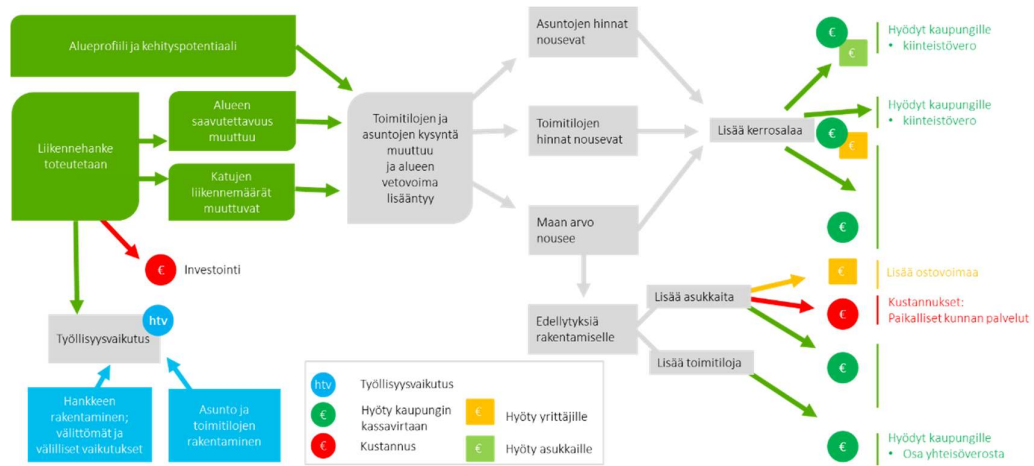 Alueprofiili ja kehityspotentiaali
Liikennehanke
toteutetaan
Alueen
saavutettavuus
muuttuu
Katujen
liikennemäärät
muuttuvat
€
Investointi
htv
Työllisyysvaikutus
Hankkeen
rakentaminen;
välittömät ja
välilliset vaikutukset
Asunto ja
toimitilojen
rakentaminen
Toimitilojen ja
asuntojen kysyntä
muuttuu
ja alueen
vetovoima
lisääntyy
Asuntojen hinnat
nousevat
Toimitilojen
hinnat nousevat
Maan arvo
nousee
Edellytyksiä
rakentamiselle
Lisää kerrosalaa
Lisää asukkaita
Lisää toimitiloja
€
€
Hyödyt kaupungille
• kiinteistövero
€
€
Hyödyt kaupungille
• kiinteistövero
€
€
Lisää ostovoimaa
€
Kustannukset:
Paikalliset kunnan palvelut
€
€
Hyödyt kaupungille
• Osa yhteisöverosta
htv
Työllisyysvaikutus
€
Hyöty kaupungin
kassavirtaan
€
Kustannus
€
Hyöty yrittäjille
€
Hyöty asukkaille